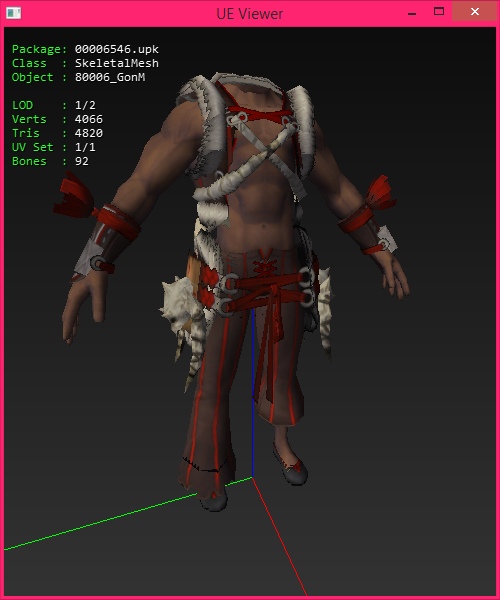 UE Viewer
Package: 00006546.upk
Class : SkeletalMesh
Object : 80006_GonM
LOD : 1/2
Verts : 4066
Tris : 4820
UV Set : 1/1
Bones : 92